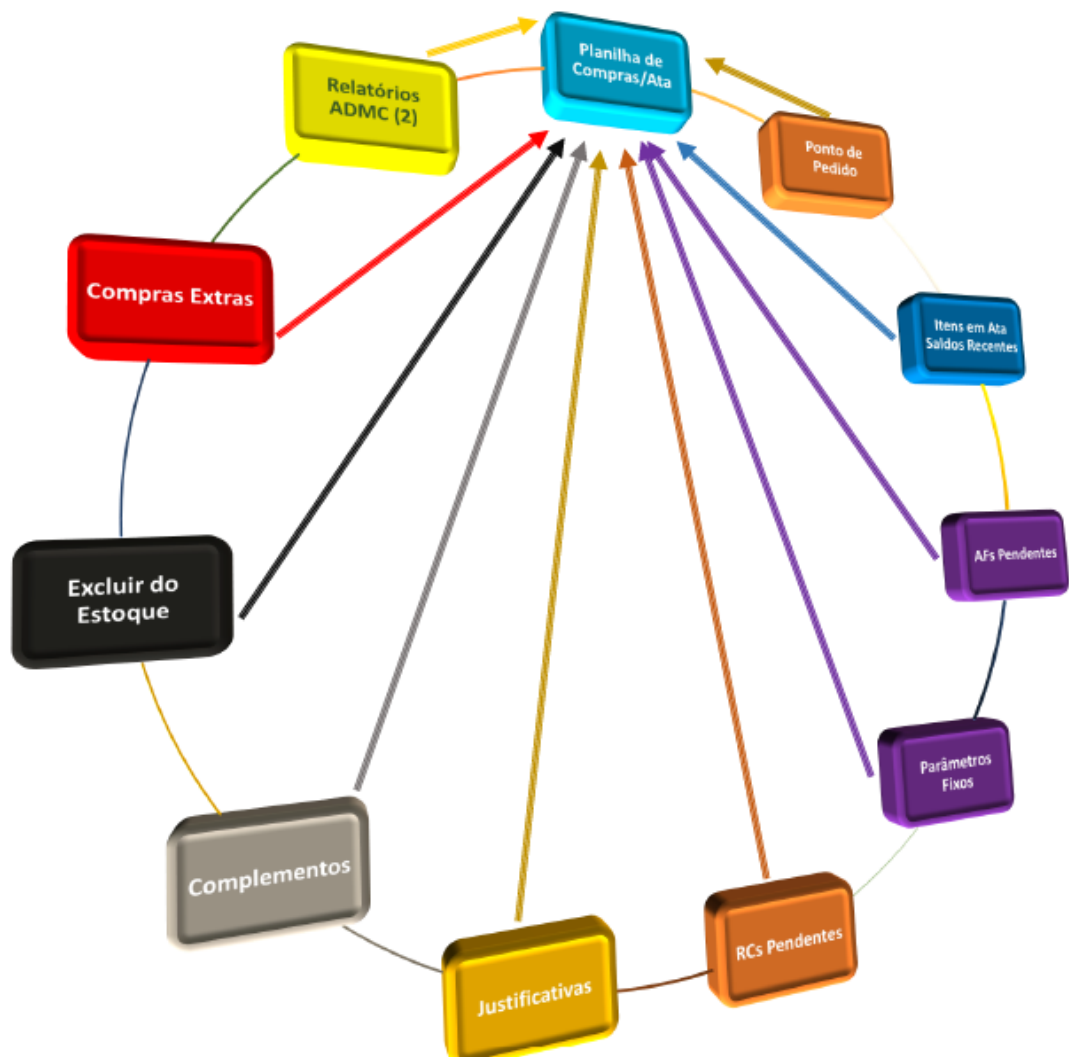 Planilha de
Compras/Ata
Ponto de
Pedido
Itens em Ata
Saldos Recentes
AFs Pendentes
Parâmetros
Fixos
RCs Pendentes
Justificativas
Complementos
Excluir do
Estoque
Compras Extras
Relatórios
ADMC (2)